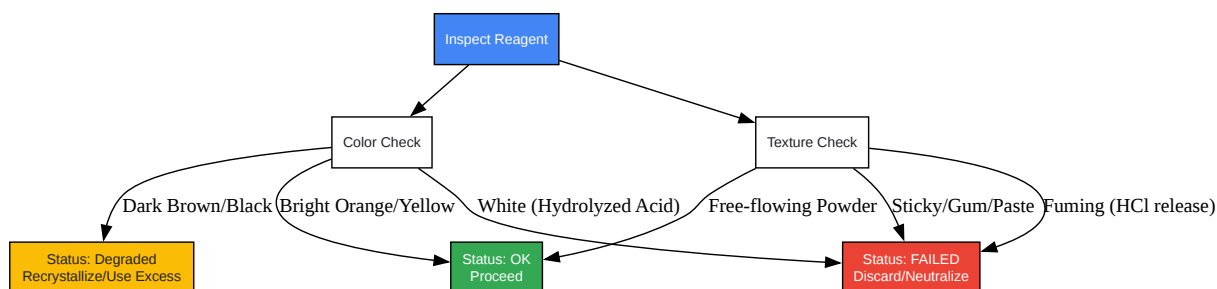 Inspect Reagent
Color Check
Texture Check
Dark Brown/Black
Bright Orange/Yellow
White (Hydrolyzed Acid)
Free-flowing Powder
Sticky/Gum/Paste
Fuming (HCl release)
Status: Degraded
Recrystallize/Use Excess
Status: OK
Proceed
Status: FAILED
Discard/Neutralize